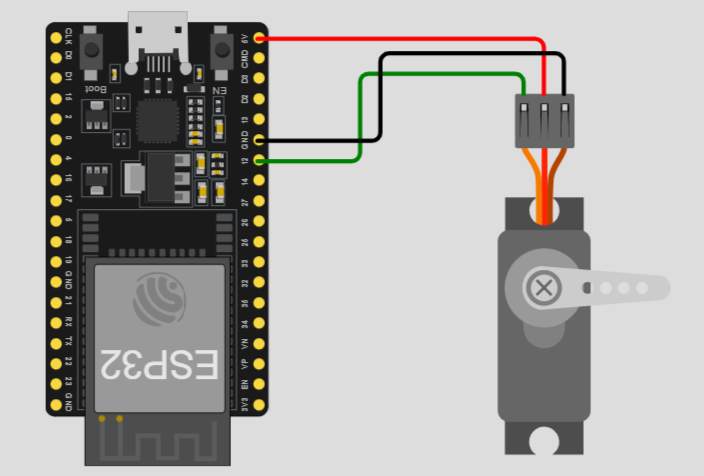 CLK
D0
D1
15
2
0
4
16
17
5
18
19
GND
21
RX
TX
22
23
GND
Boot
EN
ESP32
5V
CMD
D3
D2
13
GND
12
14
27
26
25
33
32
35
34
VN
VP
EN
3V3